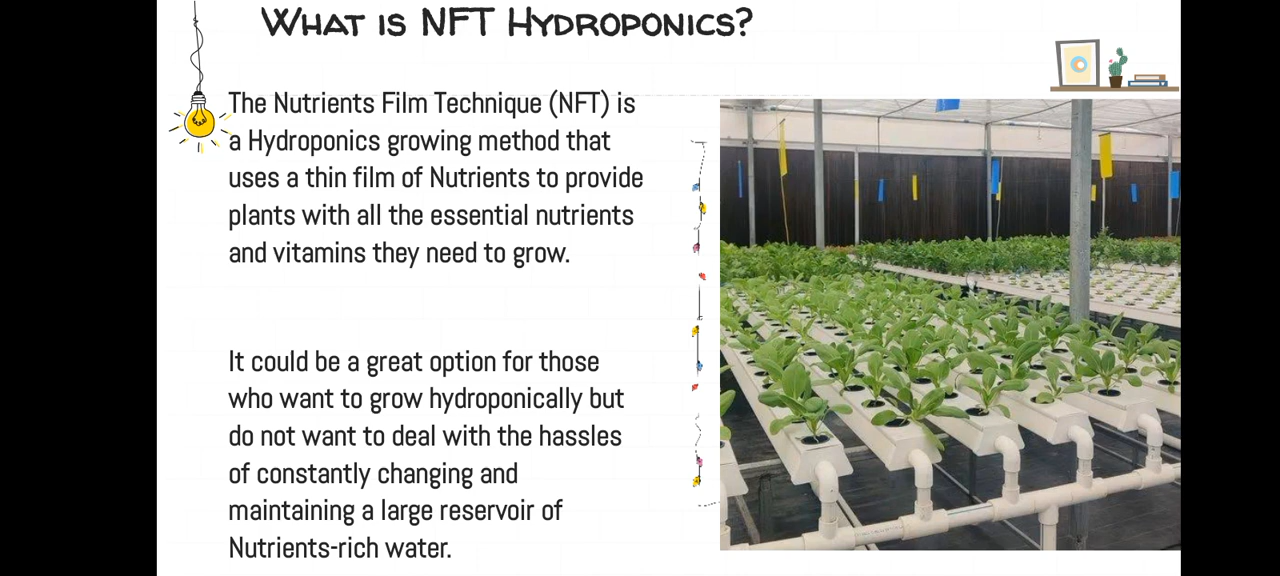 What is NFT Hydroponics?
The Nutrients Film Technique (NFT) is
a Hydroponics growing method that
uses a thin film of Nutrients to provide
plants with all the essential nutrients
and vitamins they need to grow.
It could be a great option for those
who want to grow hydroponically but
do not want to deal with the hassles
of constantly changing and
maintaining a large reservoir of
Nutrients-rich water.